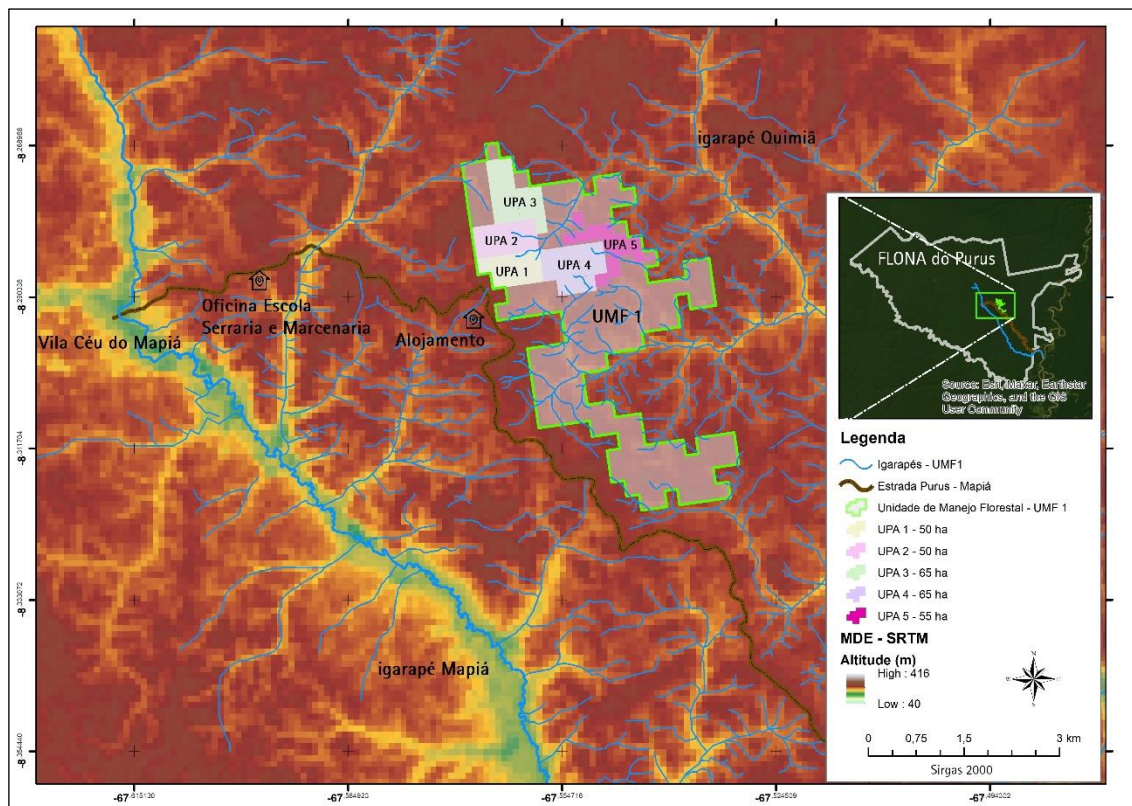 -8,268968
-8,290336
-8,311704
-8,333072
-8,354440
-67,615130
-67,584923
-67,554716
-67,524509
-67,494302
igarapé Quimiã
UPA 3
UPA 2
UPA 5
UPA 1
UPA 4
UMF 1
Oficina Escola
Serraria e Marcenaria
Vila Céu do Mapiá
Alojamento
igarapé Mapiá
FLONA do Purus
Source: Esri, Maxar, Earthstar
Geographics, and the GIS
User Community
Legenda
Igarapés - UMF1
Estrada Purus - Mapiá
Unidade de Manejo Florestal - UMF 1
UPA 1 - 50 ha
UPA 2 - 50 ha
UPA 3 - 65 ha
UPA 4 - 65 ha
UPA 5 - 55 ha
MDE - SRTM
Altitude (m)
High : 416
Low : 40
N
0 0,75 1,5 3 km
Sirgas 2000